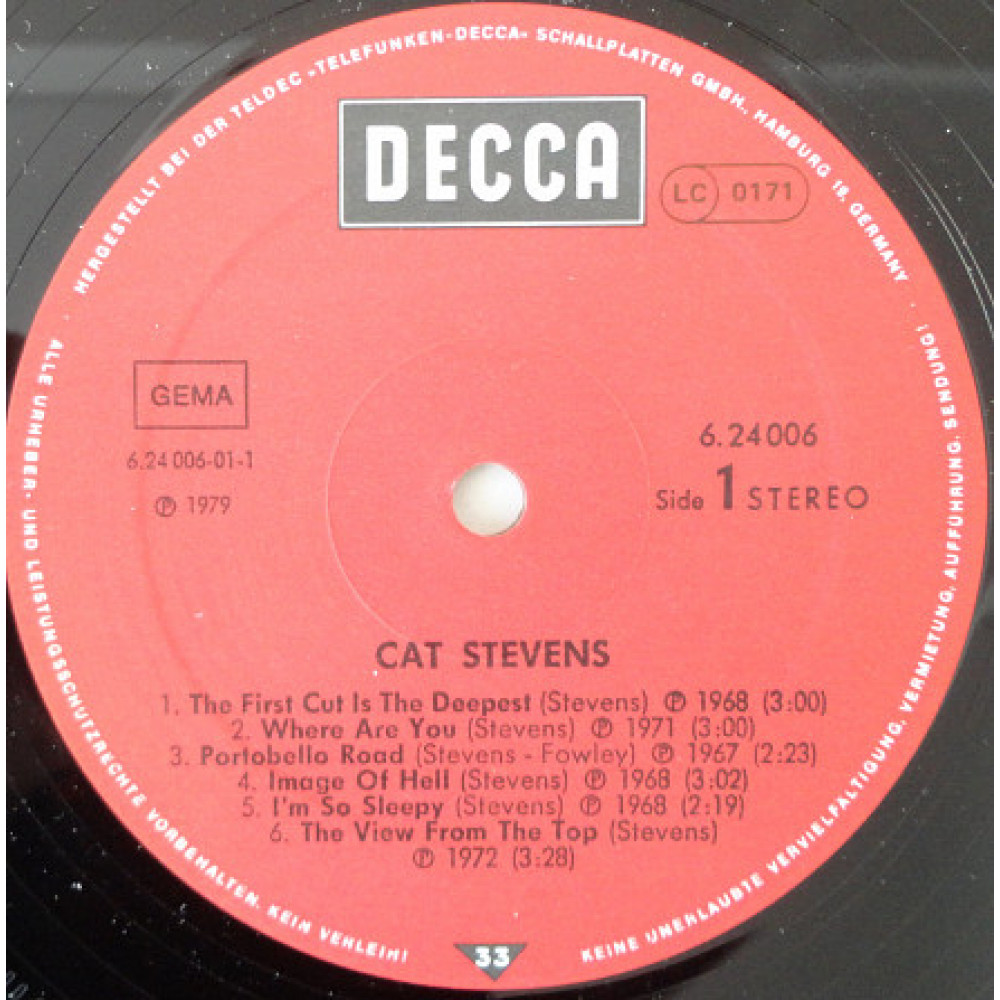 HERGESTELLT BEI DER TELDEC »TELEFUNKEN-DECCA« SCHALLPLATTEN GMBH., HAMBURG 19, GERMANY
DECCA
LC 0171
GEMA
6.24 006-01-1
℗ 1979
6.24006
Side 1 STEREO
CAT STEVENS
1. The First Cut Is The Deepest (Stevens) ℗ 1968 (3:00)
2. Where Are You (Stevens) ℗ 1971 (3:00)
3. Portobello Road (Stevens - Fowley) ℗ 1967 (2:23)
4. Image Of Hell (Stevens) ℗ 1968 (3:02)
5. I'm So Sleepy (Stevens) ℗ 1968 (2:19)
6. The View From The Top (Stevens)
℗ 1972 (3:28)
ALLE URHEBER- UND LEISTUNGSSCHUTZRECHTE VORBEHALTEN. KEIN VERLEIH!
33
KEINE UNERLAUBTE VERVIELFÄLTIGUNG, VERMIETUNG, AUFFÜHRUNG, SENDUNG!